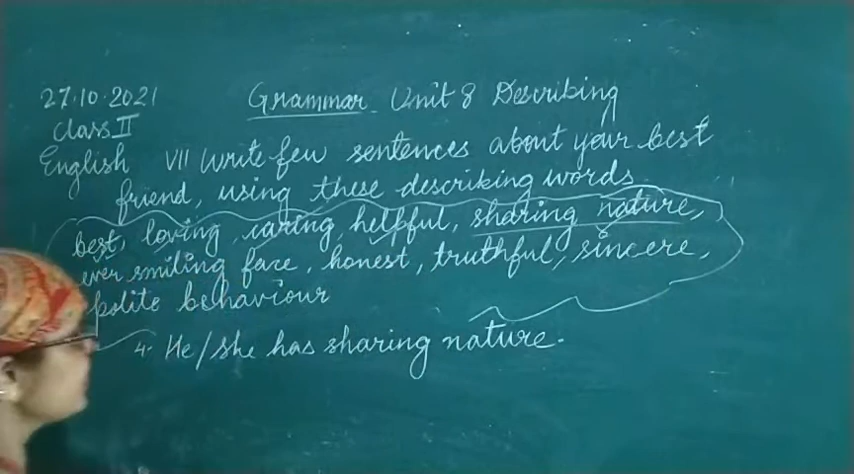 27.10.2021 Grammar Unit 8 Describing
Class II
English VII Write few sentences about your best
friend, using these describing words
best, loving, caring, helpful, sharing nature,
ever smiling face, honest, truthful, sincere,
polite behaviour
4. He/she has sharing nature.